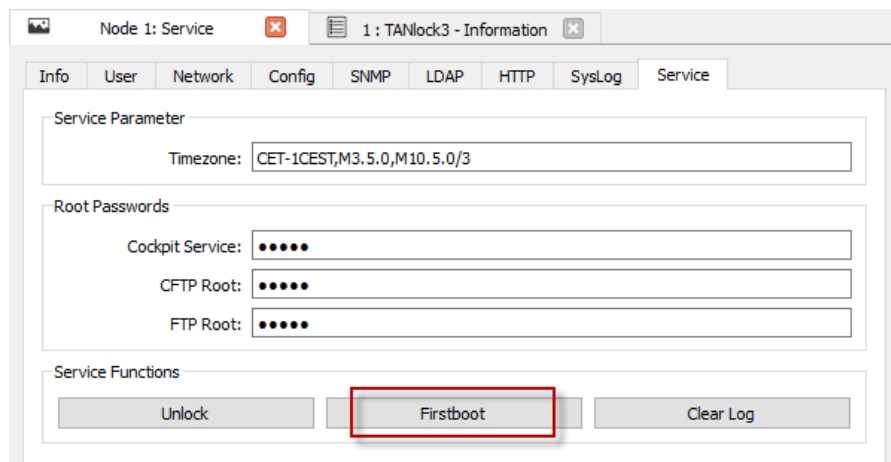 Node 1: Service 1 : TANlock3 - Information
Info User Network Config SNMP LDAP HTTP SysLog Service
Service Parameter
Timezone: CET-1CEST,M3.5.0,M10.5.0/3
Root Passwords
Cockpit Service: •••••
CFTP Root: •••••
FTP Root: •••••
Service Functions
Unlock Firstboot Clear Log